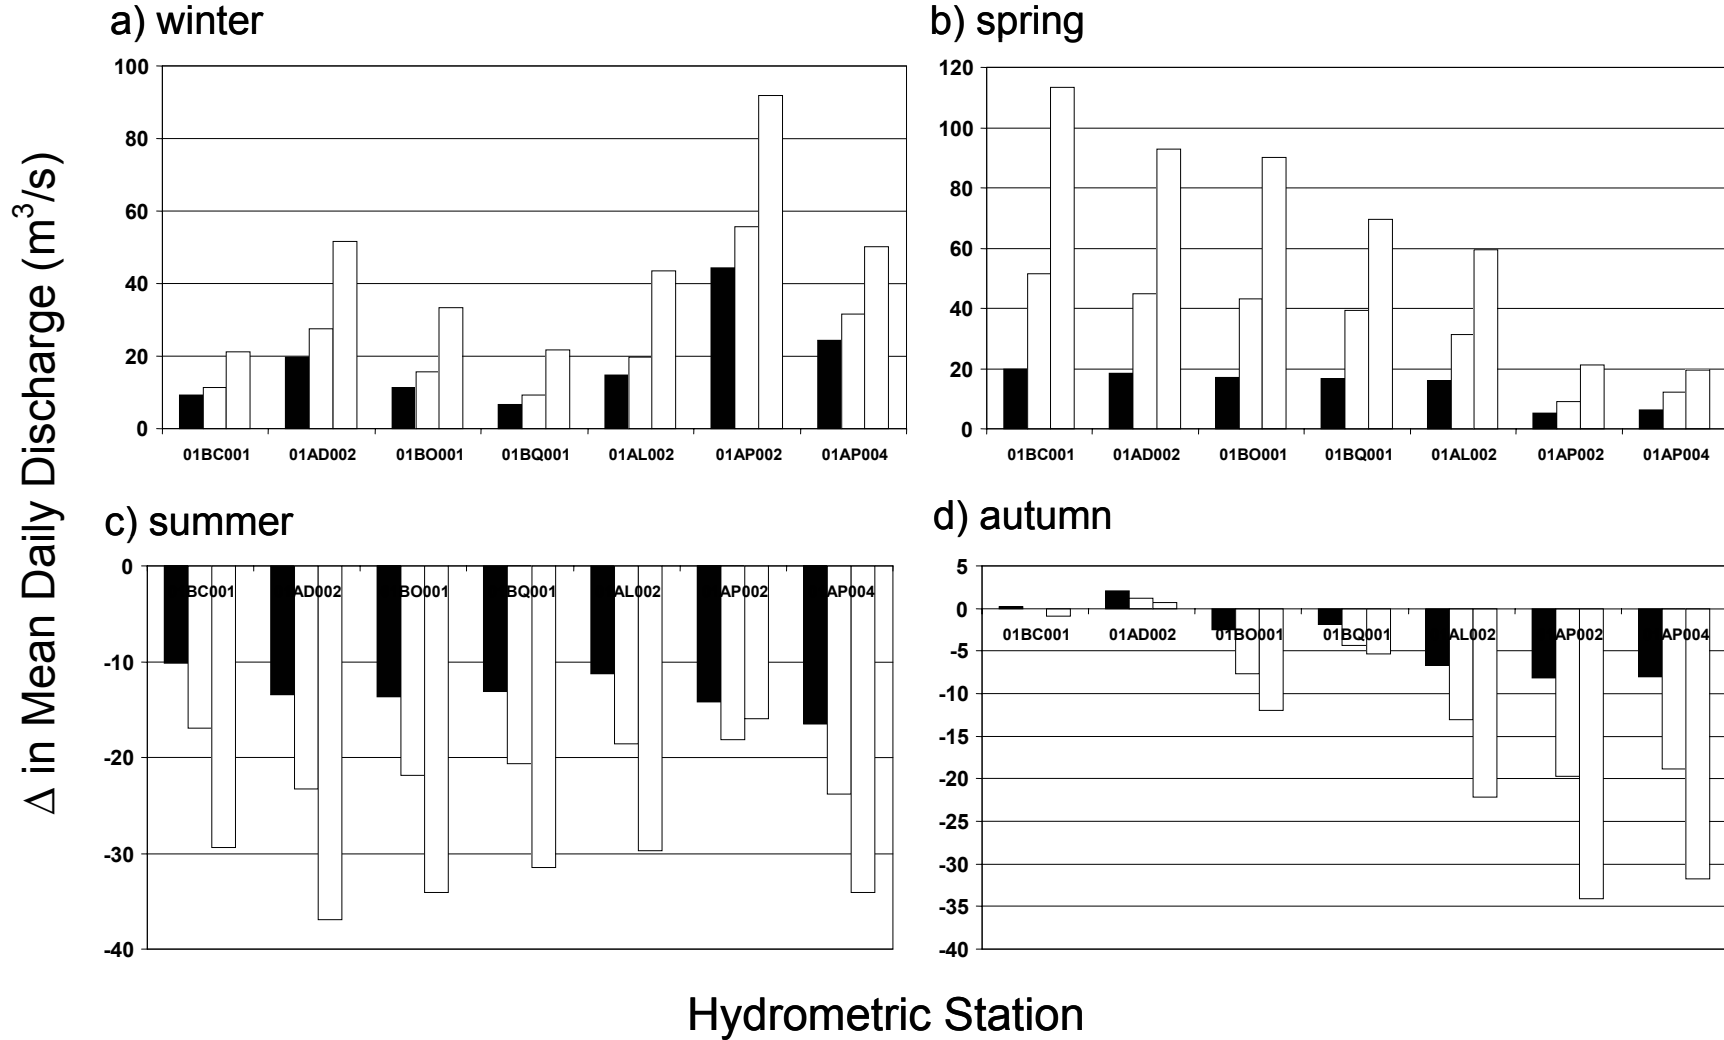 a) winter
100
80
60
40
20
0
01BC001 01AD002 01BO001 01BQ001 01AL002 01AP002 01AP004
b) spring
120
100
80
60
40
20
0
01BC001 01AD002 01BO001 01BQ001 01AL002 01AP002 01AP004
Δ in Mean Daily Discharge (m³/s)
c) summer
0
BC001 AD002 BO001 BQ001 AL002 AP002 AP004
-10
-20
-30
-40
d) autumn
5
0
01BC001 01AD002 01BO001 01BQ001 AL002 AP002 AP004
-5
-10
-15
-20
-25
-30
-35
-40
Hydrometric Station